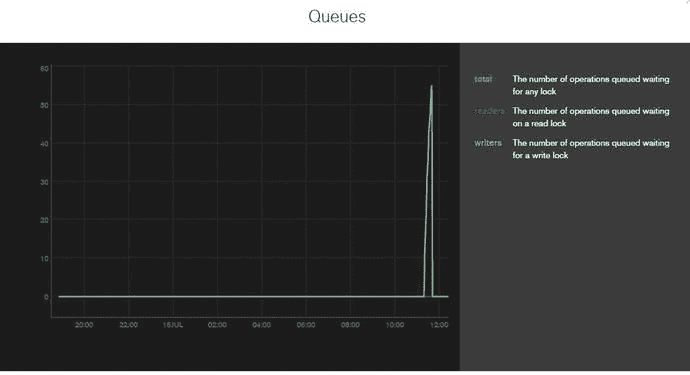 Queues
60
50
40
30
20
10
0
20:00
22:00
15JUL
02:00
04:00
06:00
08:00
10:00
12:00
total
The number of operations queued waiting
for any lock
readers
The number of operations queued waiting
on a read lock
writers
The number of operations queued waiting
for a write lock